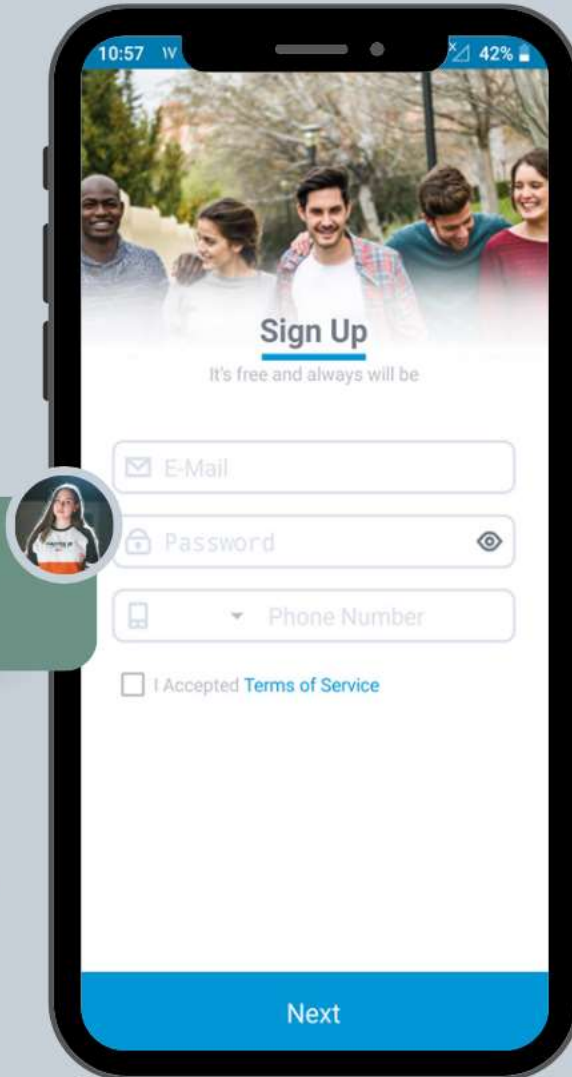 10:57 ١٧
42%
Sign Up
It's free and always will be
E-Mail
Password
Phone Number
I Accepted Terms of Service
Next